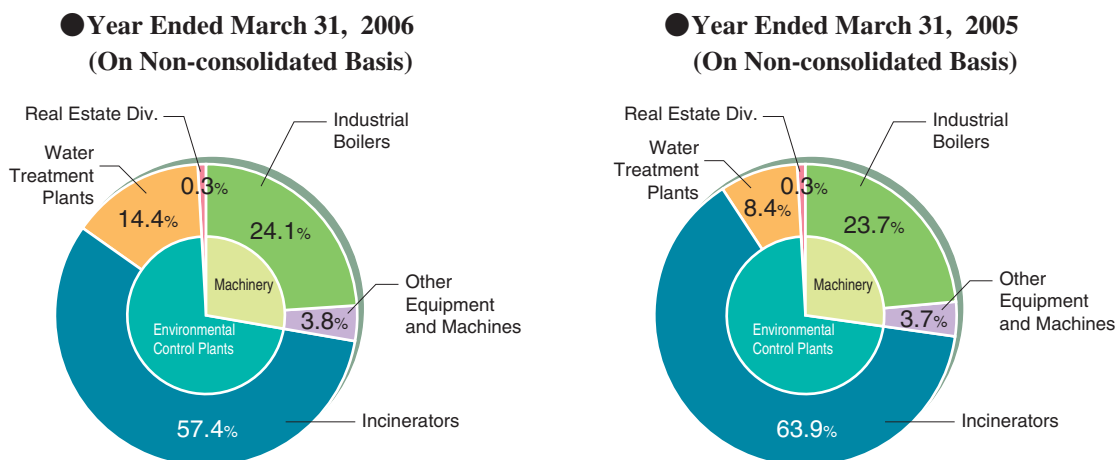 ●Year Ended March 31, 2006
(On Non-consolidated Basis)
Real Estate Div.
Industrial
Boilers
Water
Treatment
Plants
0.3%
14.4%
24.1%
Machinery
Other
Equipment
and Machines
3.8%
Environmental
Control Plants
Incinerators
57.4%
●Year Ended March 31, 2005
(On Non-consolidated Basis)
Real Estate Div.
Industrial
Boilers
Water
Treatment
Plants
0.3%
8.4%
23.7%
Machinery
Other
Equipment
and Machines
3.7%
Environmental
Control Plants
Incinerators
63.9%